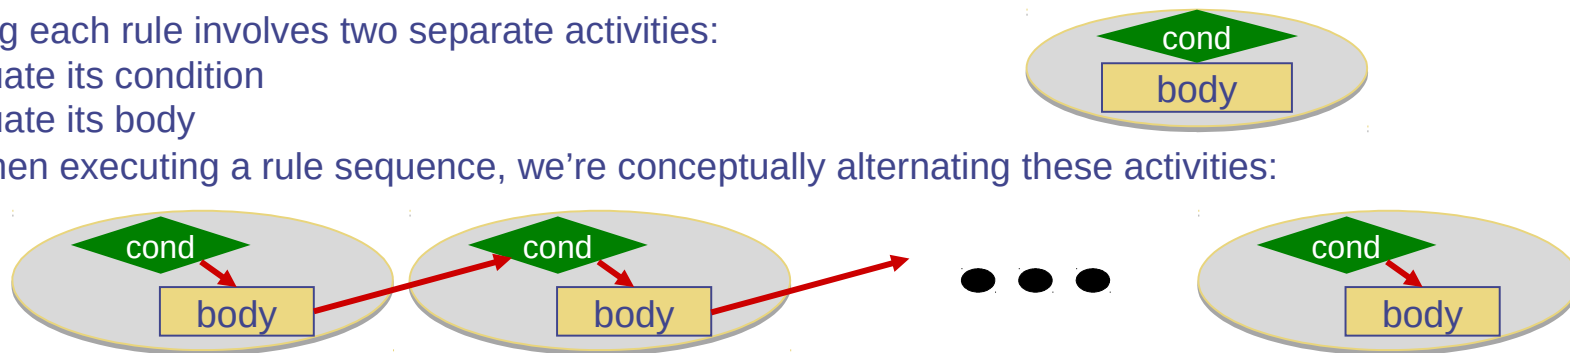 g each rule involves two separate activities:
cond
uate its condition
body
uate its body
nen executing a rule sequence, we're conceptually alternating these activities:
cond
cond
cond
body
body
body